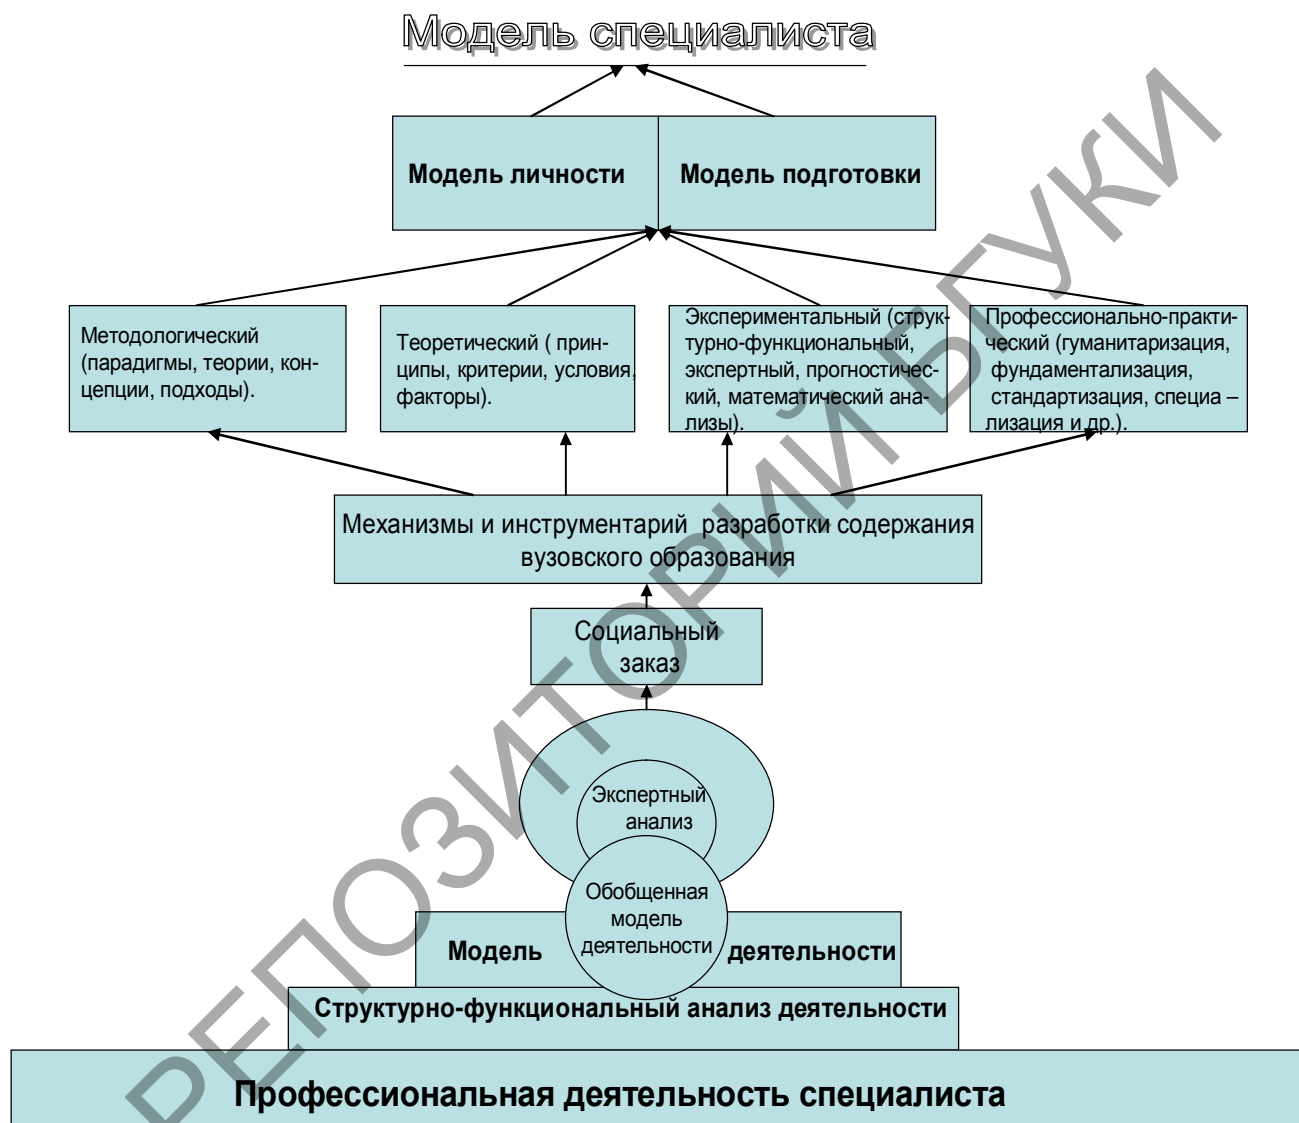 Модель специалиста
Модель личности
Модель подготовки
Методологический
(парадигмы, теории, кон-
цепции, подходы).
Теоретический ( прин-
ципы, критерии, условия,
факторы).
Экспериментальный (струк-
турно-функциональный,
экспертный, прогностичес-
кий, математический ана-
лизы).
Профессионально-практи-
ческий (гуманитаризация,
фундаментализация,
стандартизация, специа –
лизация и др.).
Механизмы и инструментарий разработки содержания
вузовского образования
Социальный
заказ
Экспертный
анализ
Обобщенная
модель
деятельности
Модель деятельности
Структурно-функциональный анализ деятельности
Профессиональная деятельность специалиста
РЕПОЗИТОРИЙ БГУКИ